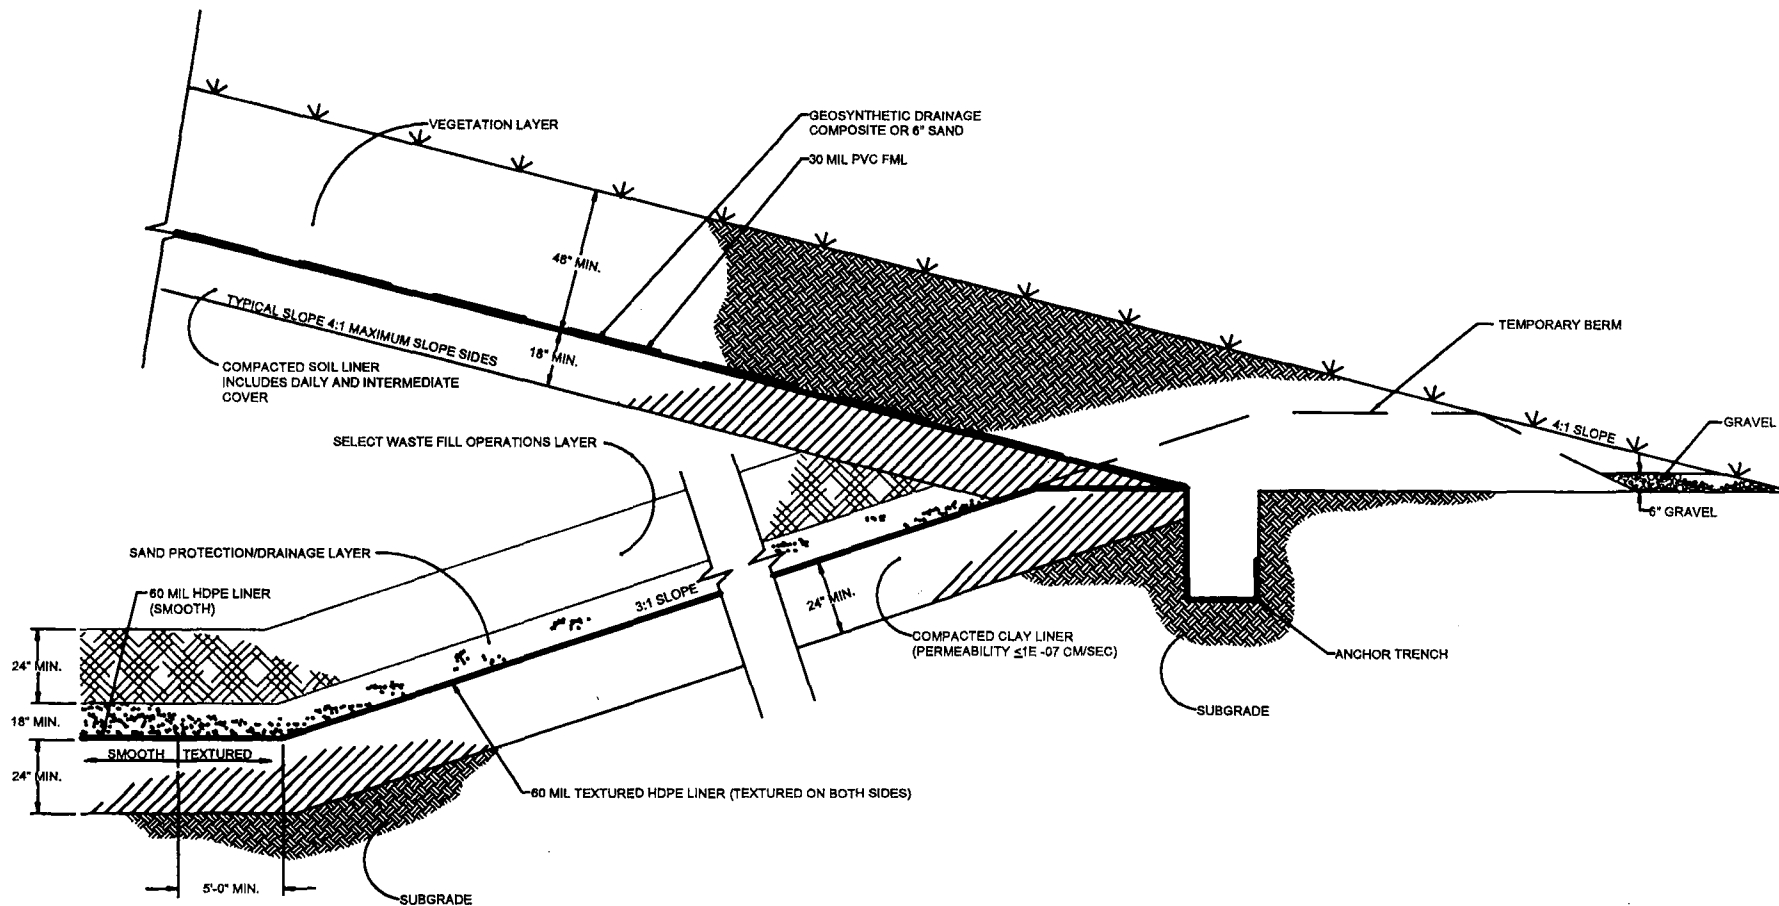 VEGETATION LAYER
GEOSYNTHETIC DRAINAGE
COMPOSITE OR 6" SAND
30 MIL PVC FML
48" MIN.
18" MIN.
TYPICAL SLOPE 4:1 MAXIMUM SLOPE SIDES
COMPACTED SOIL LINER
INCLUDES DAILY AND INTERMEDIATE
COVER
TEMPORARY BERM
4:1 SLOPE
GRAVEL
6" GRAVEL
SELECT WASTE FILL OPERATIONS LAYER
SAND PROTECTION/DRAINAGE LAYER
60 MIL HDPE LINER
(SMOOTH)
3:1 SLOPE
24" MIN.
COMPACTED CLAY LINER
(PERMEABILITY ≤1E -07 CM/SEC)
ANCHOR TRENCH
SUBGRADE
24" MIN.
18" MIN.
24" MIN.
SMOOTH TEXTURED
60 MIL TEXTURED HDPE LINER (TEXTURED ON BOTH SIDES)
5'-0" MIN.
SUBGRADE